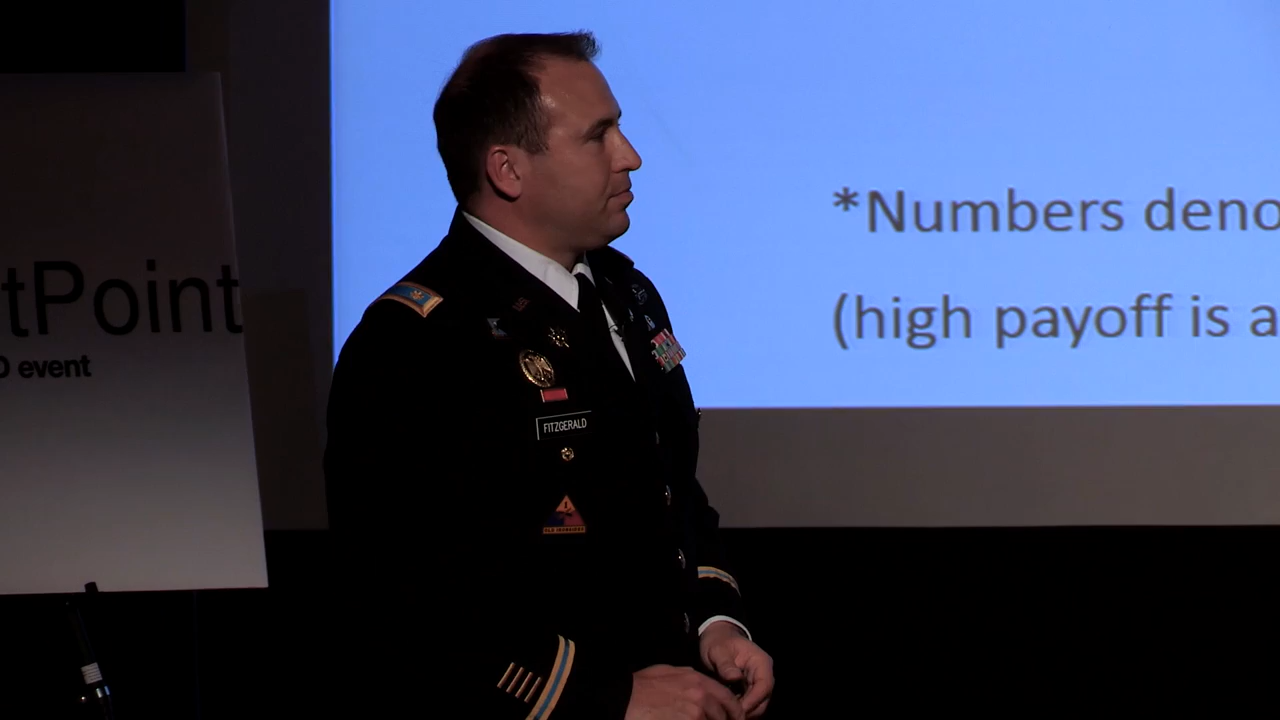 tPoint
event
*Numbers deno
(high payoff is a
FITZGERALD